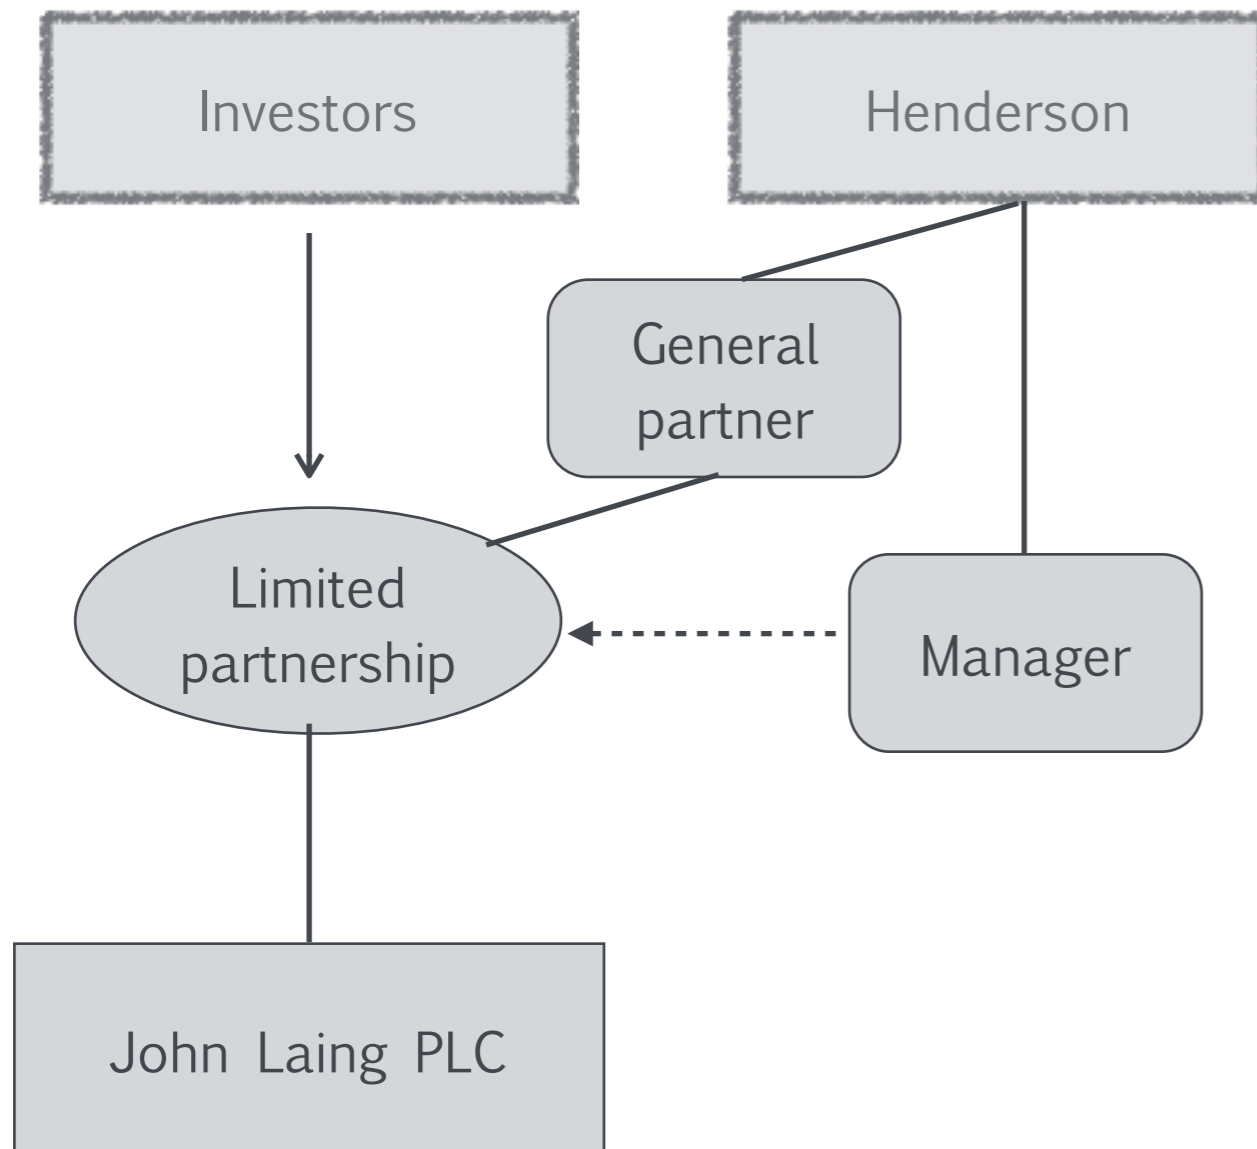 Investors
Henderson
General
partner
Limited
partnership
Manager
John Laing PLC